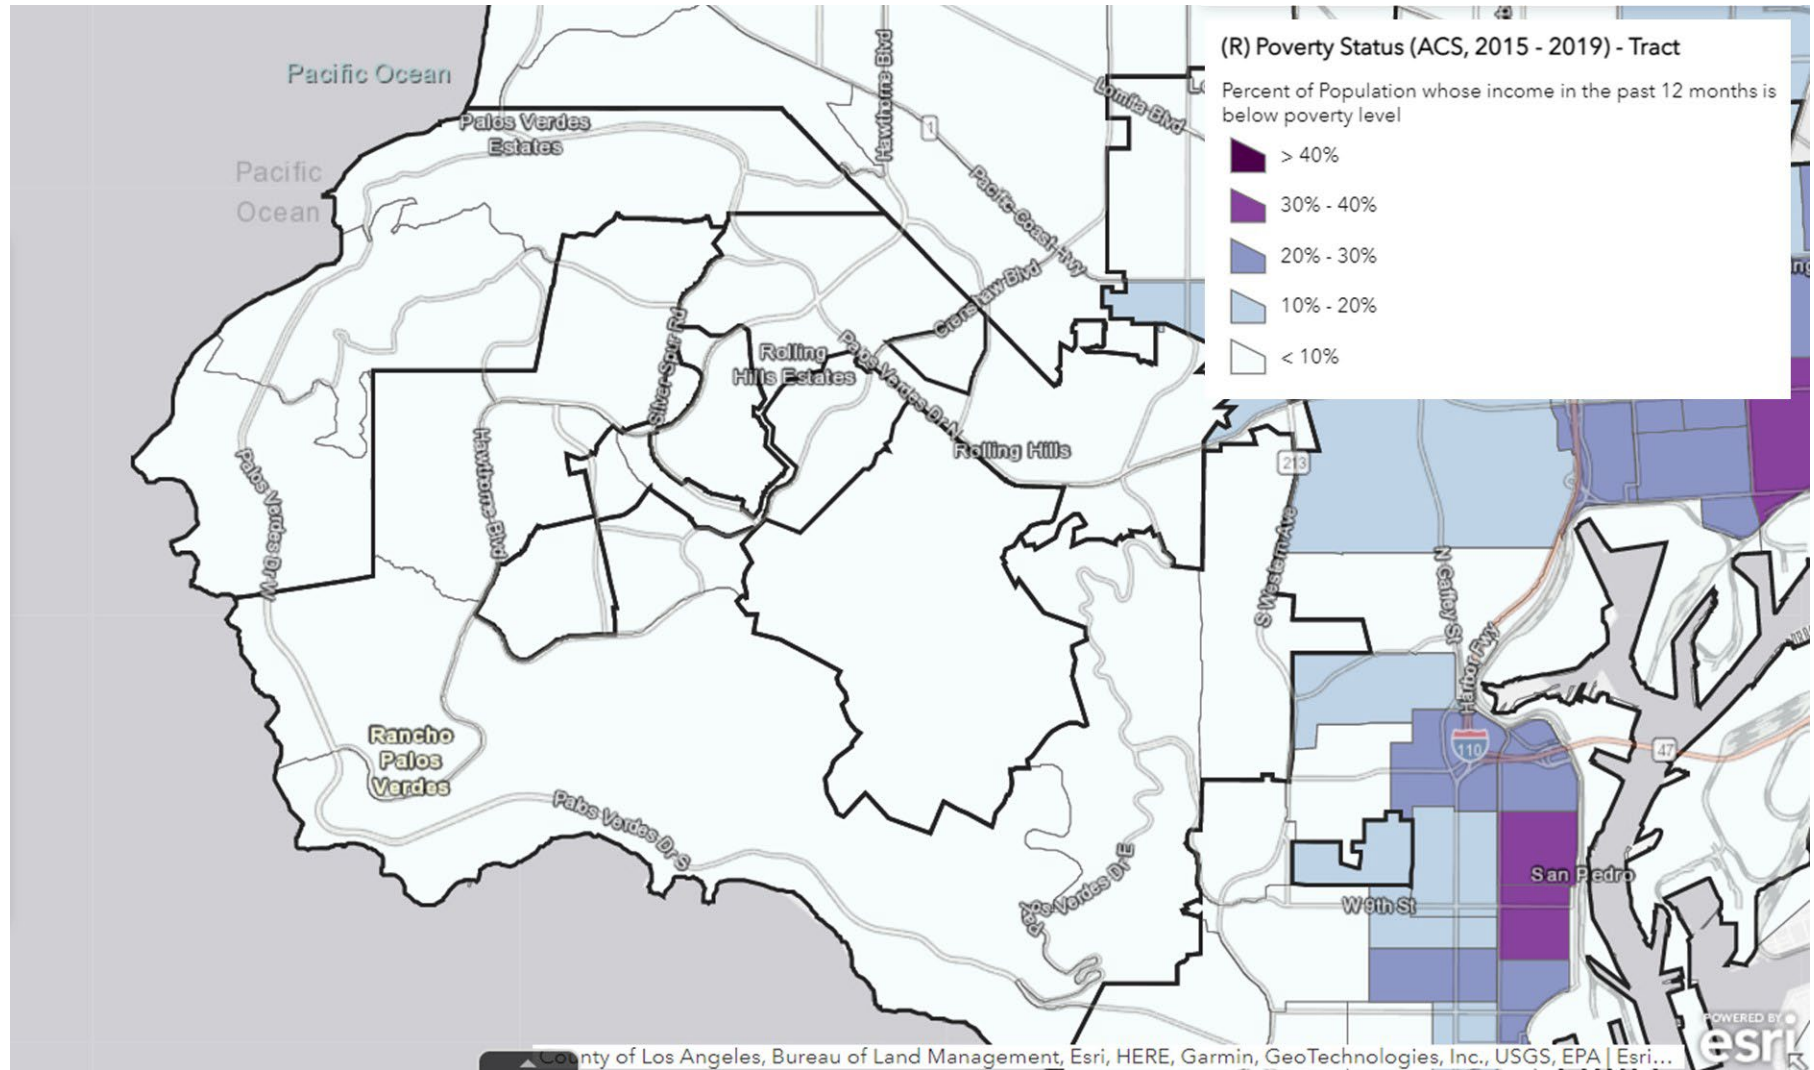 (R) Poverty Status (ACS, 2015 - 2019) - Tract
Percent of Population whose income in the past 12 months is
below poverty level
> 40%
30% - 40%
20% - 30%
10% - 20%
< 10%
Pacific Ocean
Pacific
Ocean
Palos Verdes
Estates
Hawthorne Blvd
1
Lomita Blvd
Pacific Coast Hwy
Crenshaw Blvd
Silver Spur Rd
Rolling
Hills Estates
Palos Verdes Dr N
Rolling Hills
Palos Verdes Dr W
Hawthorne Blvd
213
S Western Ave
N Gaffey St
Harbor Fwy
Rancho
Palos
Verdes
110
47
Palos Verdes Dr S
Palos Verdes Dr E
San Pedro
W 9th St
POWERED BY
esri
County of Los Angeles, Bureau of Land Management, Esri, HERE, Garmin, GeoTechnologies, Inc., USGS, EPA | Esri...